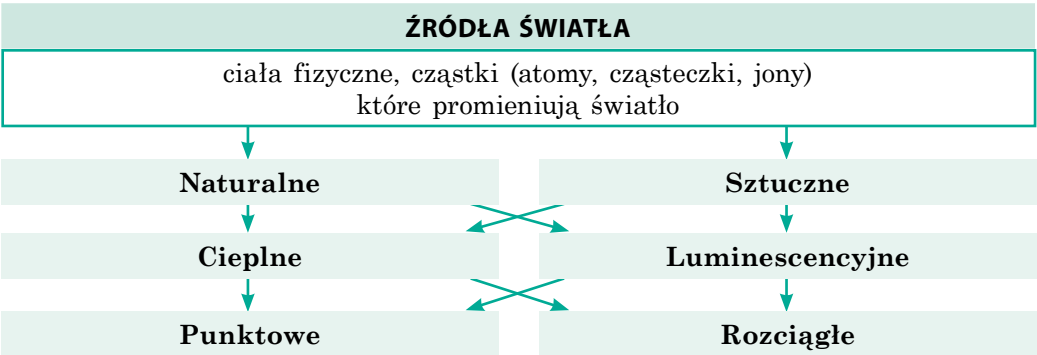 ŹRÓDŁA ŚWIATŁA
ciała fizyczne, cząstki (atomy, cząsteczki, jony)
które promieniują światło
Naturalne
Sztuczne
Cieplne
Luminescencyjne
Punktowe
Rozciągłe